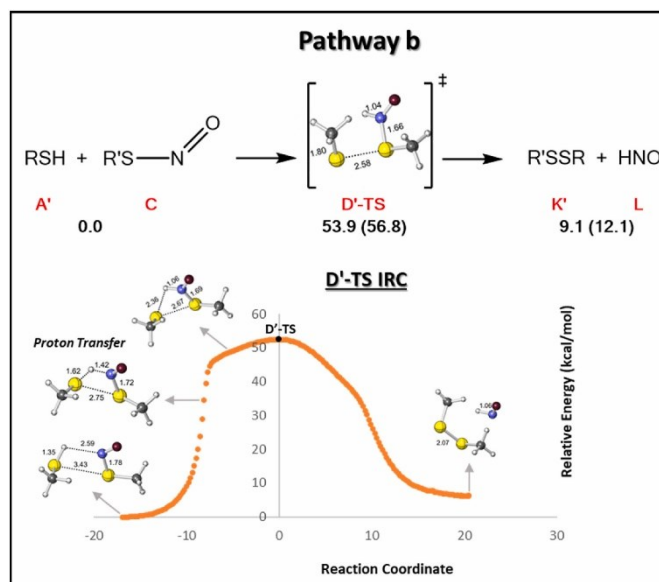 Pathway b
‡
RSH + R'S N O
1.04
1.66
1.80
2.58
R'SSR + HNO
A' C D'-TS K' L
0.0 53.9 (56.8) 9.1 (12.1)
D'-TS IRC
1.06
2.38
1.69
2.67
Proton Transfer
1.62
1.42
1.72
2.75
1.35
2.59
1.78
3.43
D'-TS
1.06
2.07
60
50
40
30
20
10
0
-20 -10 0 10 20 30
Reaction Coordinate
Relative Energy (kcal/mol)